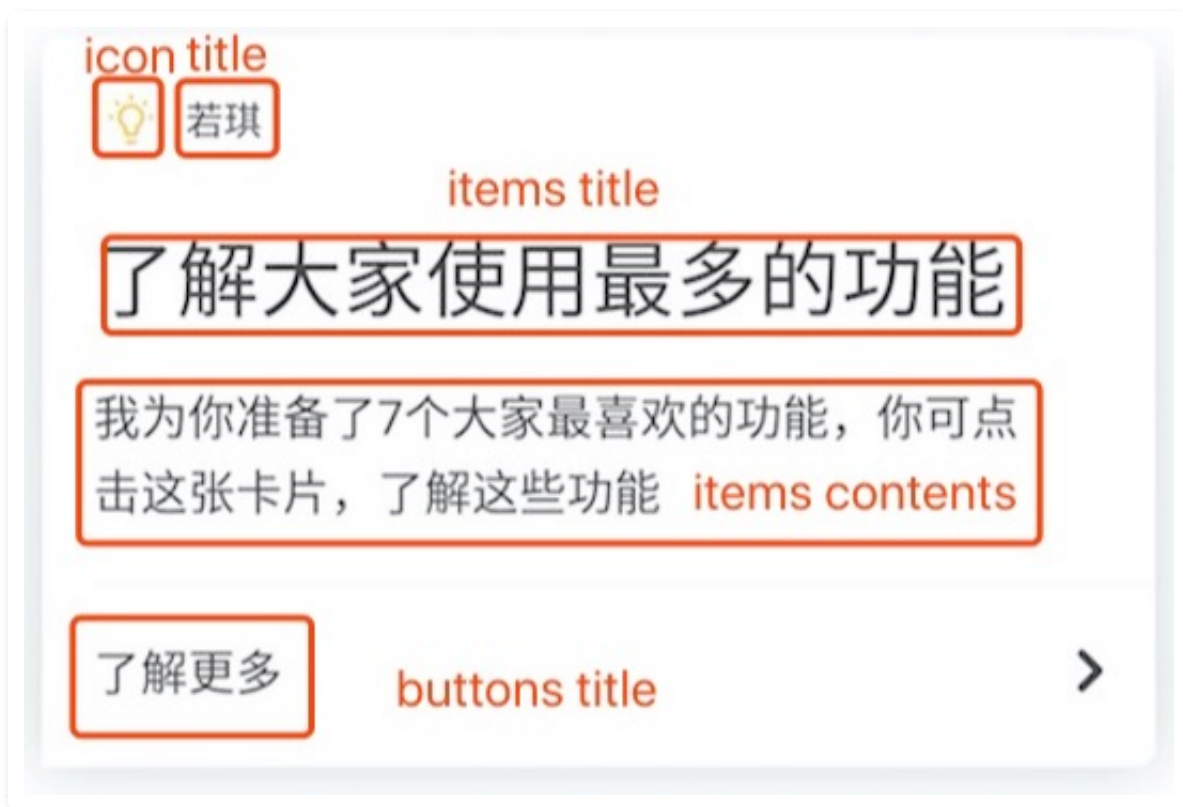 icon title
若琪
items title
了解大家使用最多的功能
我为你准备了7个大家最喜欢的功能，你可点
击这张卡片，了解这些功能 items contents
了解更多 buttons title